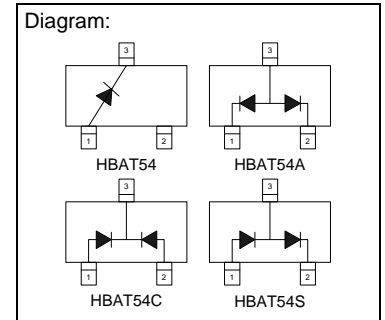 Diagram:
3 3
1 2 1 2
HBAT54 HBAT54A
3 3
1 2 1 2
HBAT54C HBAT54S